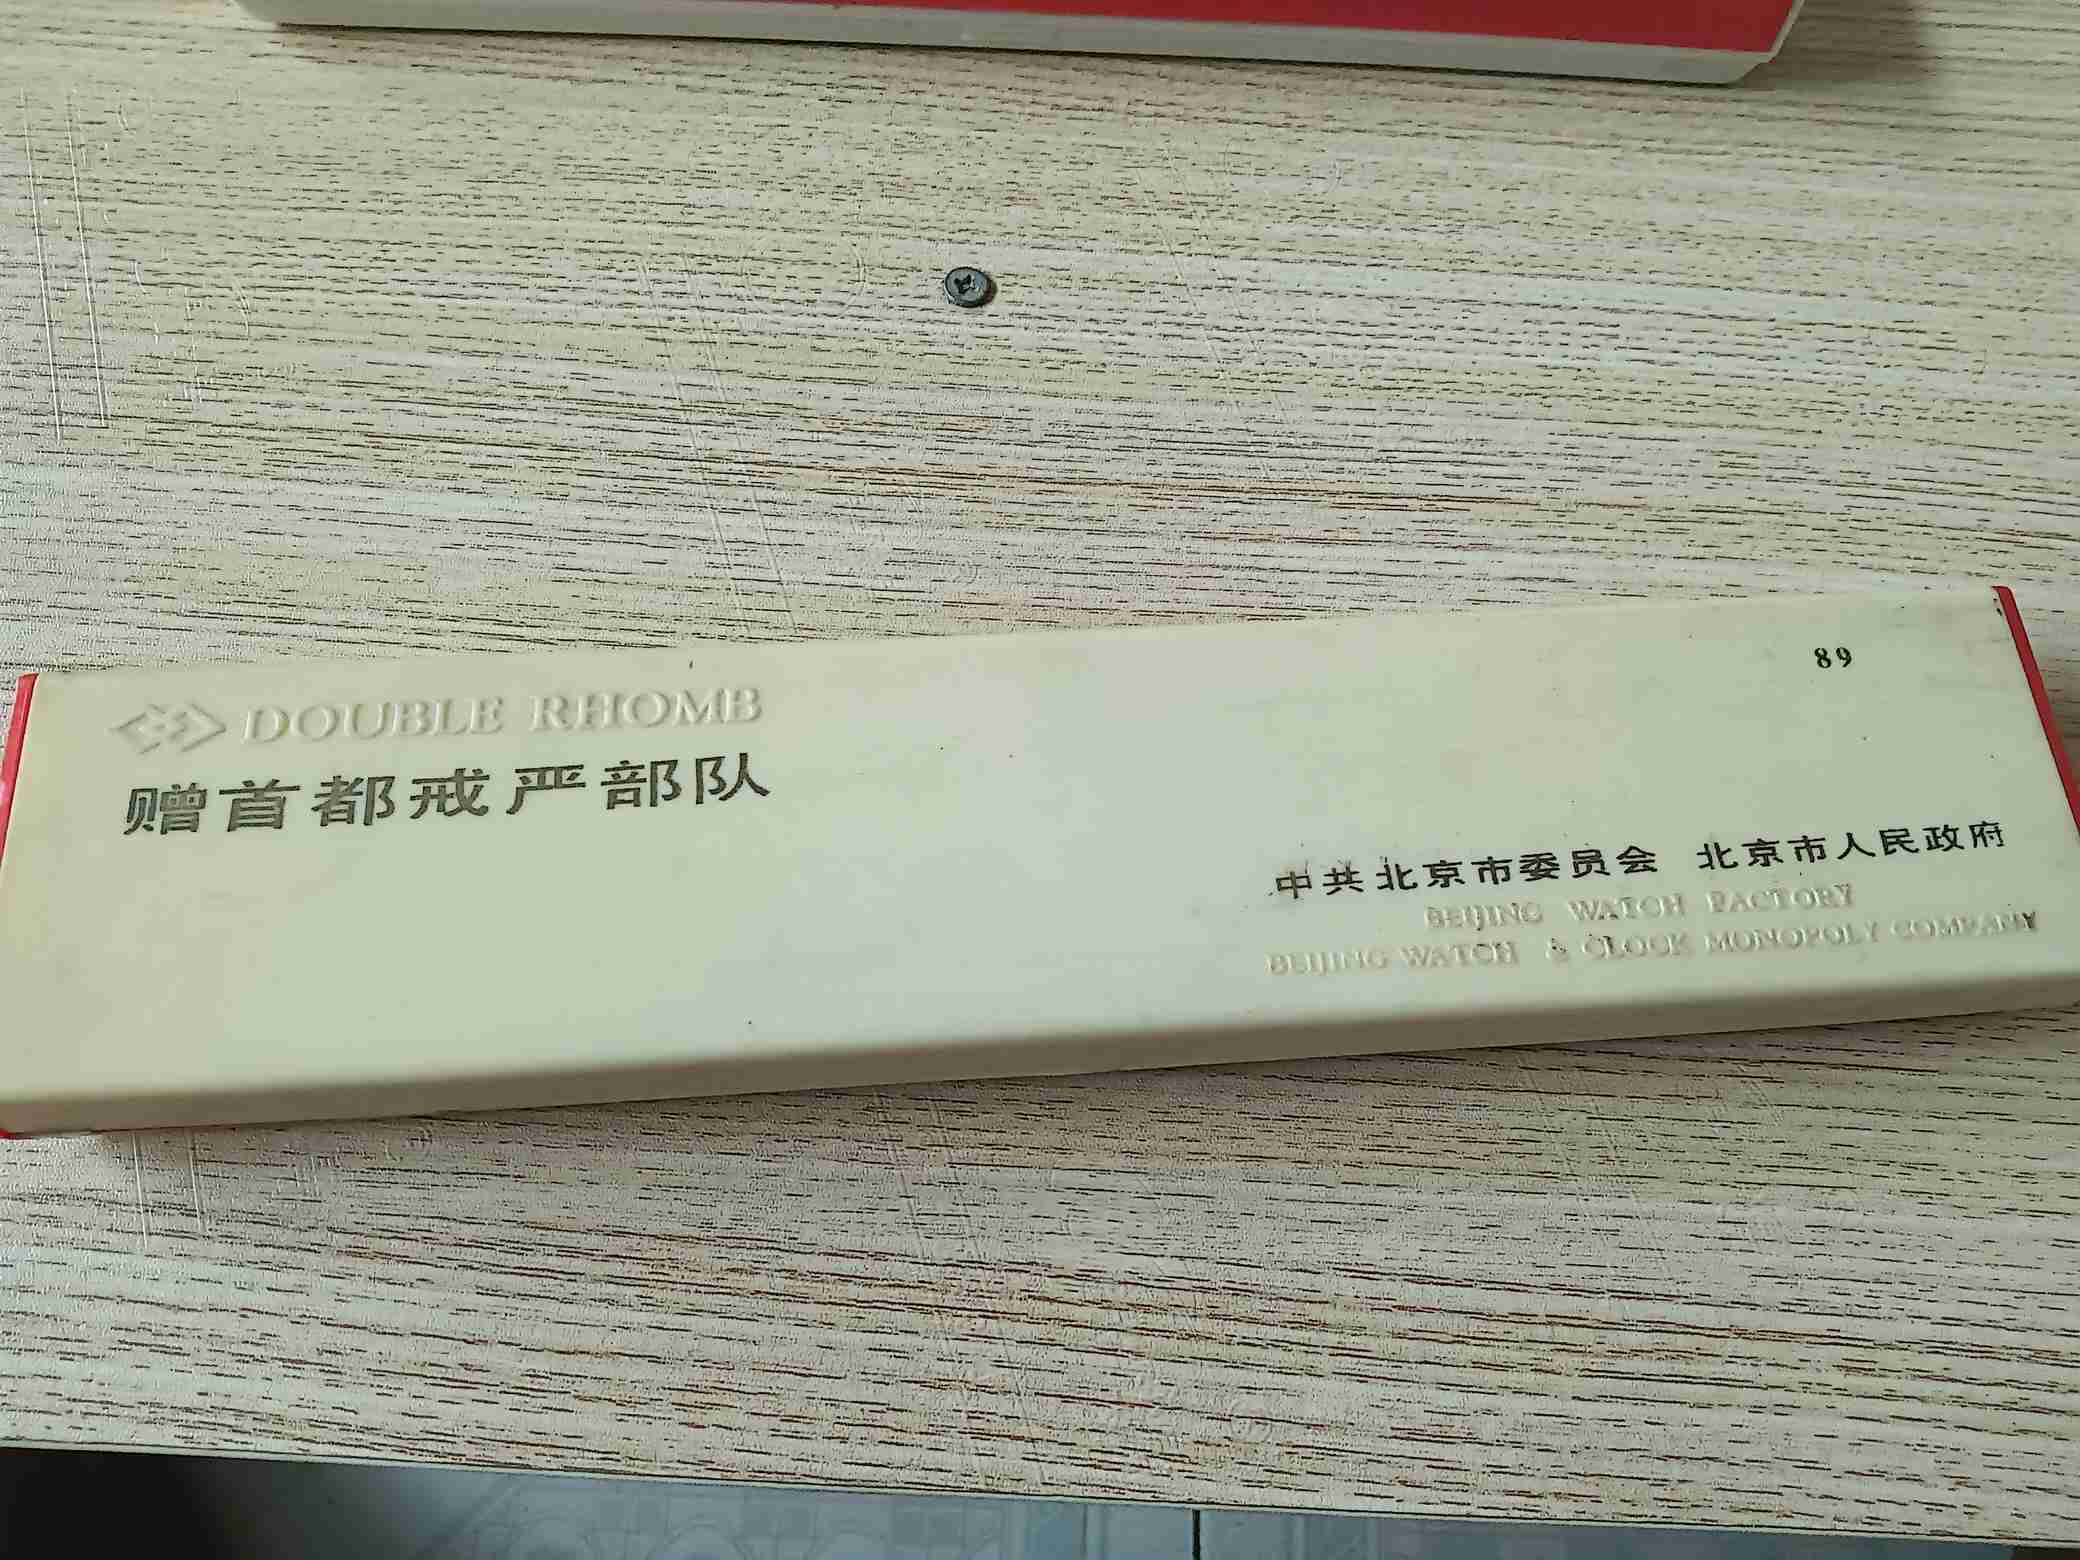 DOUBLE RHOMB
赠首都戒严部队
89
中共北京市委员会 北京市人民政府
BEIJING WATCH FACTORY
BEIJING WATCH & CLOCK MONOPOLY COMPANY